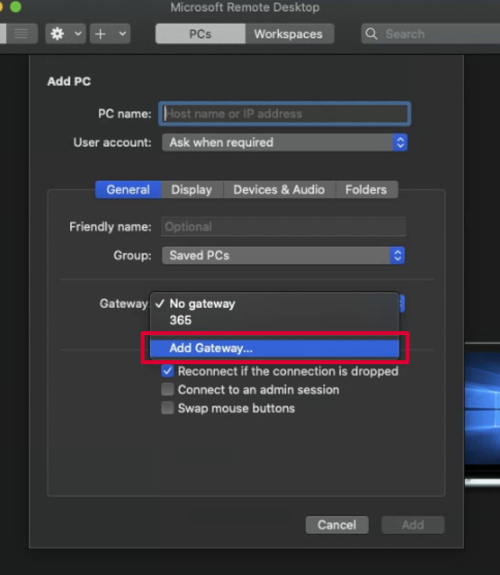 Microsoft Remote Desktop
PCs Workspaces Search
Add PC
PC name: Host name or IP address
User account: Ask when required
General Display Devices & Audio Folders
Friendly name: Optional
Group: Saved PCs
Gateway ✓ No gateway
365
Add Gateway...
Reconnect if the connection is dropped
Connect to an admin session
Swap mouse buttons
Cancel Add